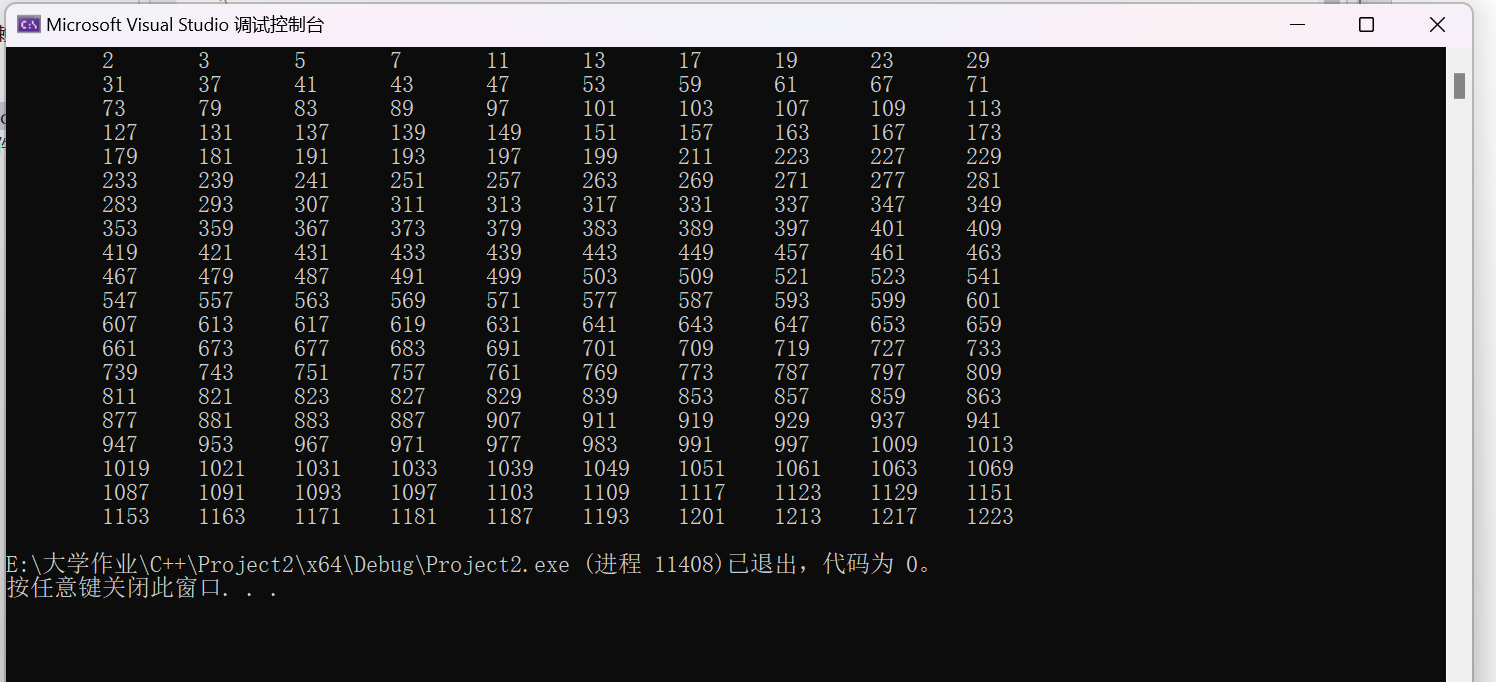 Microsoft Visual Studio 调试控制台
2 3 5 7 11 13 17 19 23 29
31 37 41 43 47 53 59 61 67 71
73 79 83 89 97 101 103 107 109 113
127 131 137 139 149 151 157 163 167 173
179 181 191 193 197 199 211 223 227 229
233 239 241 251 257 263 269 271 277 281
283 293 307 311 313 317 331 337 347 349
353 359 367 373 379 383 389 397 401 409
419 421 431 433 439 443 449 457 461 463
467 479 487 491 499 503 509 521 523 541
547 557 563 569 571 577 587 593 599 601
607 613 617 619 631 641 643 647 653 659
661 673 677 683 691 701 709 719 727 733
739 743 751 757 761 769 773 787 797 809
811 821 823 827 829 839 853 857 859 863
877 881 883 887 907 911 919 929 937 941
947 953 967 971 977 983 991 997 1009 1013
1019 1021 1031 1033 1039 1049 1051 1061 1063 1069
1087 1091 1093 1097 1103 1109 1117 1123 1129 1151
1153 1163 1171 1181 1187 1193 1201 1213 1217 1223
E:\大学作业\C++\Project2\x64\Debug\Project2.exe (进程 11408)已退出，代码为 0。
按任意键关闭此窗口. . .